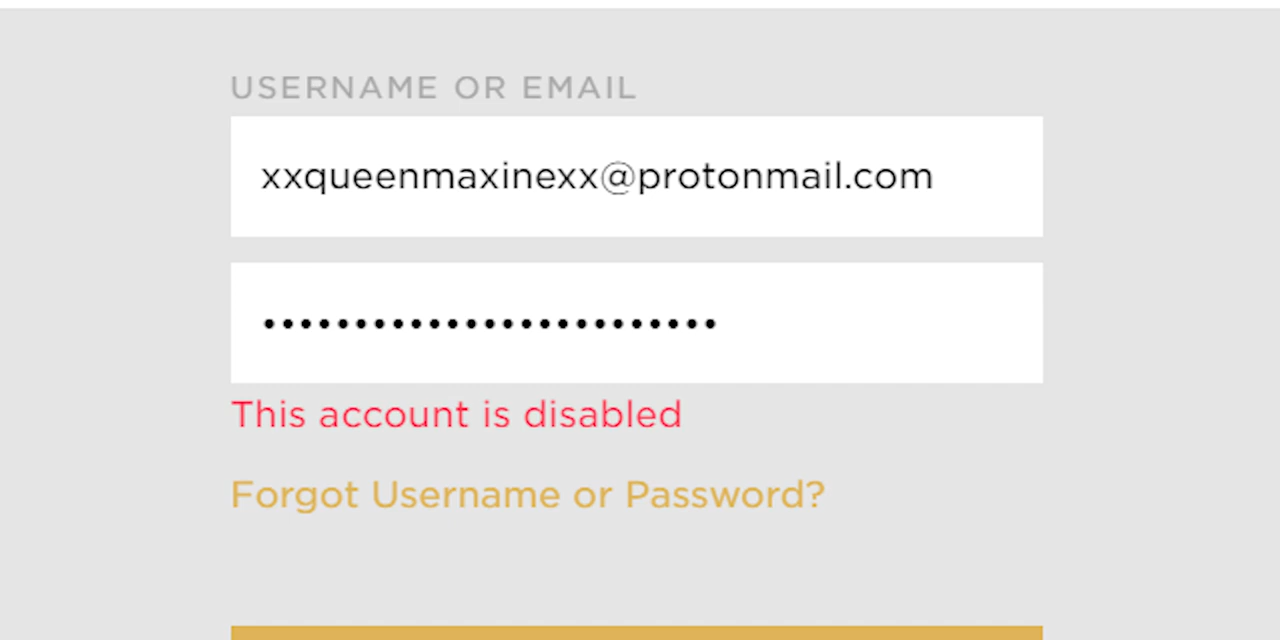 USERNAME OR EMAIL
xxqueenmaxinexx@protonmail.com
•••••••••••••••••••••••••
This account is disabled
Forgot Username or Password?